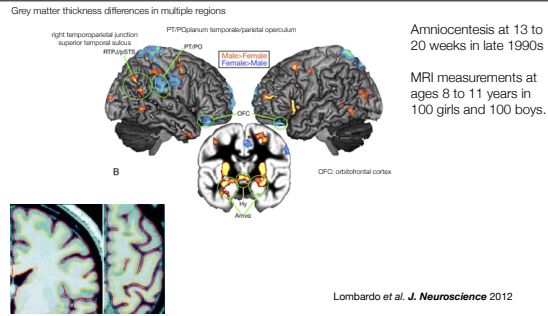 Grey matter thickness differences in multiple regions
right temporoparietal junction
superior temporal sulcus
RTPJ/pSTS
PT/POplanum temporale/parietal operculum
PT/PO
Male>Female
Female>Male
OFC
B
OFC: orbitofrontal cortex
Hy
Amyg
Amniocentesis at 13 to
20 weeks in late 1990s
MRI measurements at
ages 8 to 11 years in
100 girls and 100 boys.
Lombardo et al. J. Neuroscience 2012